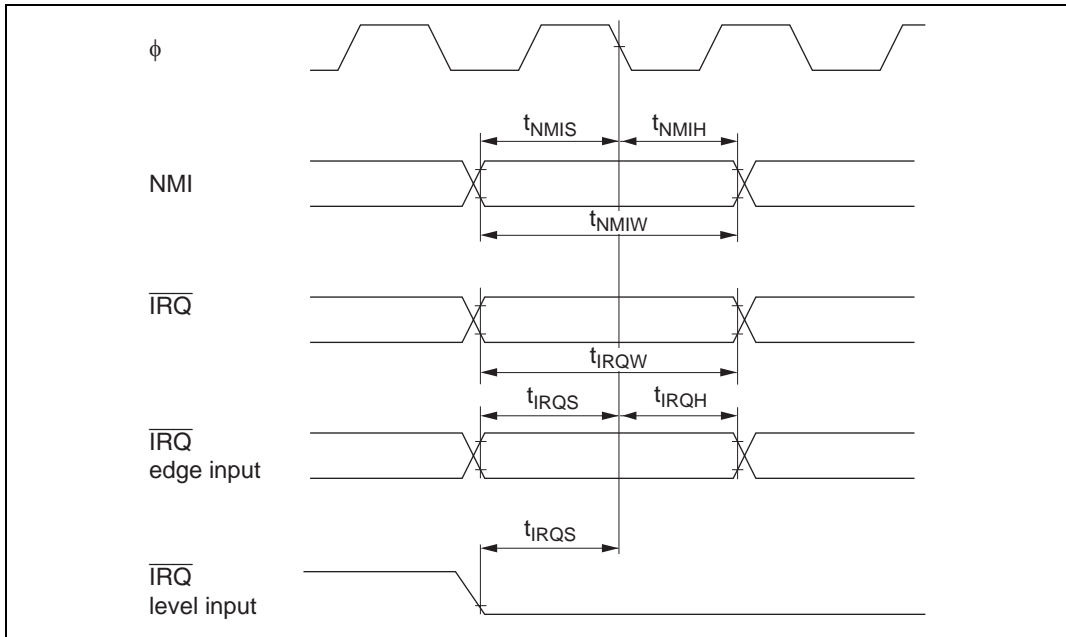 ϕ
tNMIS tNMIH
NMI
tNMIW
IRQ
tIRQW
tIRQS tIRQH
IRQ
edge input
tIRQS
IRQ
level input